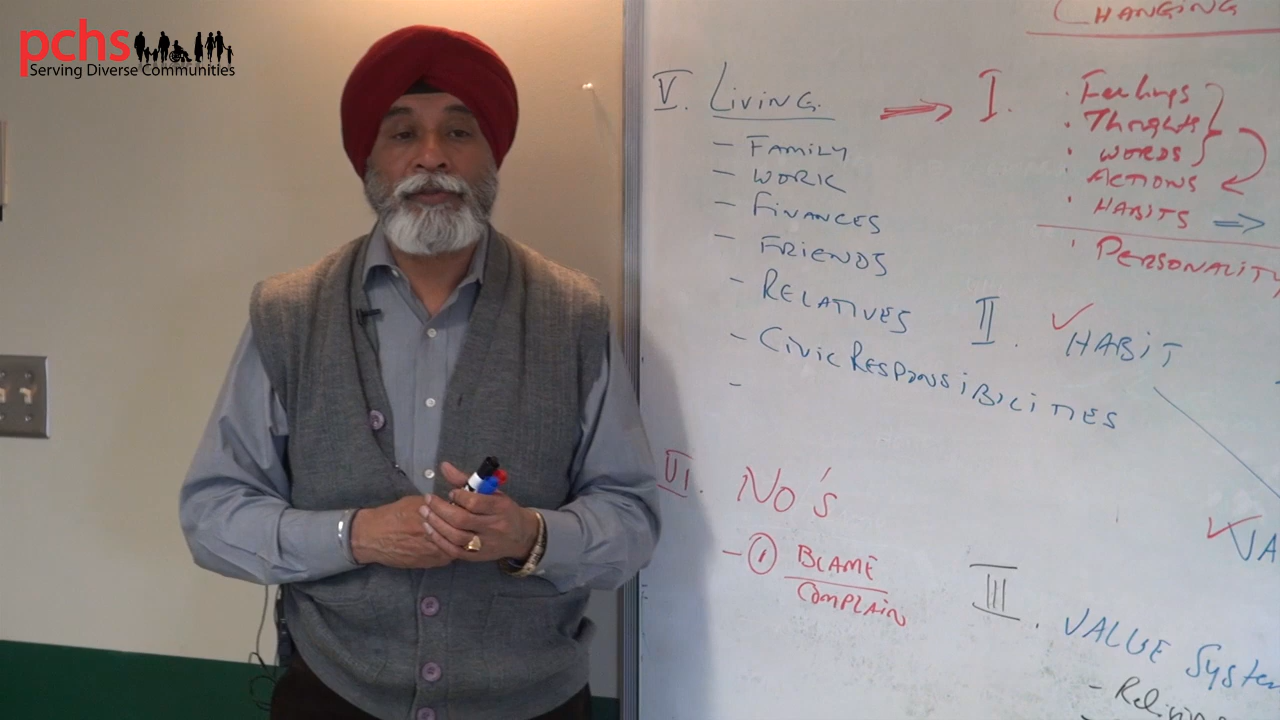 pchs
Serving Diverse Communities
CHANGING
V. LIVING
- FAMILY
- WORK
- FINANCES
- FRIENDS
- RELATIVES
- CIVIC RESPONSIBILITIES
-
I.
· Feelings
· Thoughts
· WORDS
· ACTIONS
· HABITS
· PERSONALITY
II. HABIT
VI. NO'S
- 1 BLAME
COMPLAIN
III. VALUE System